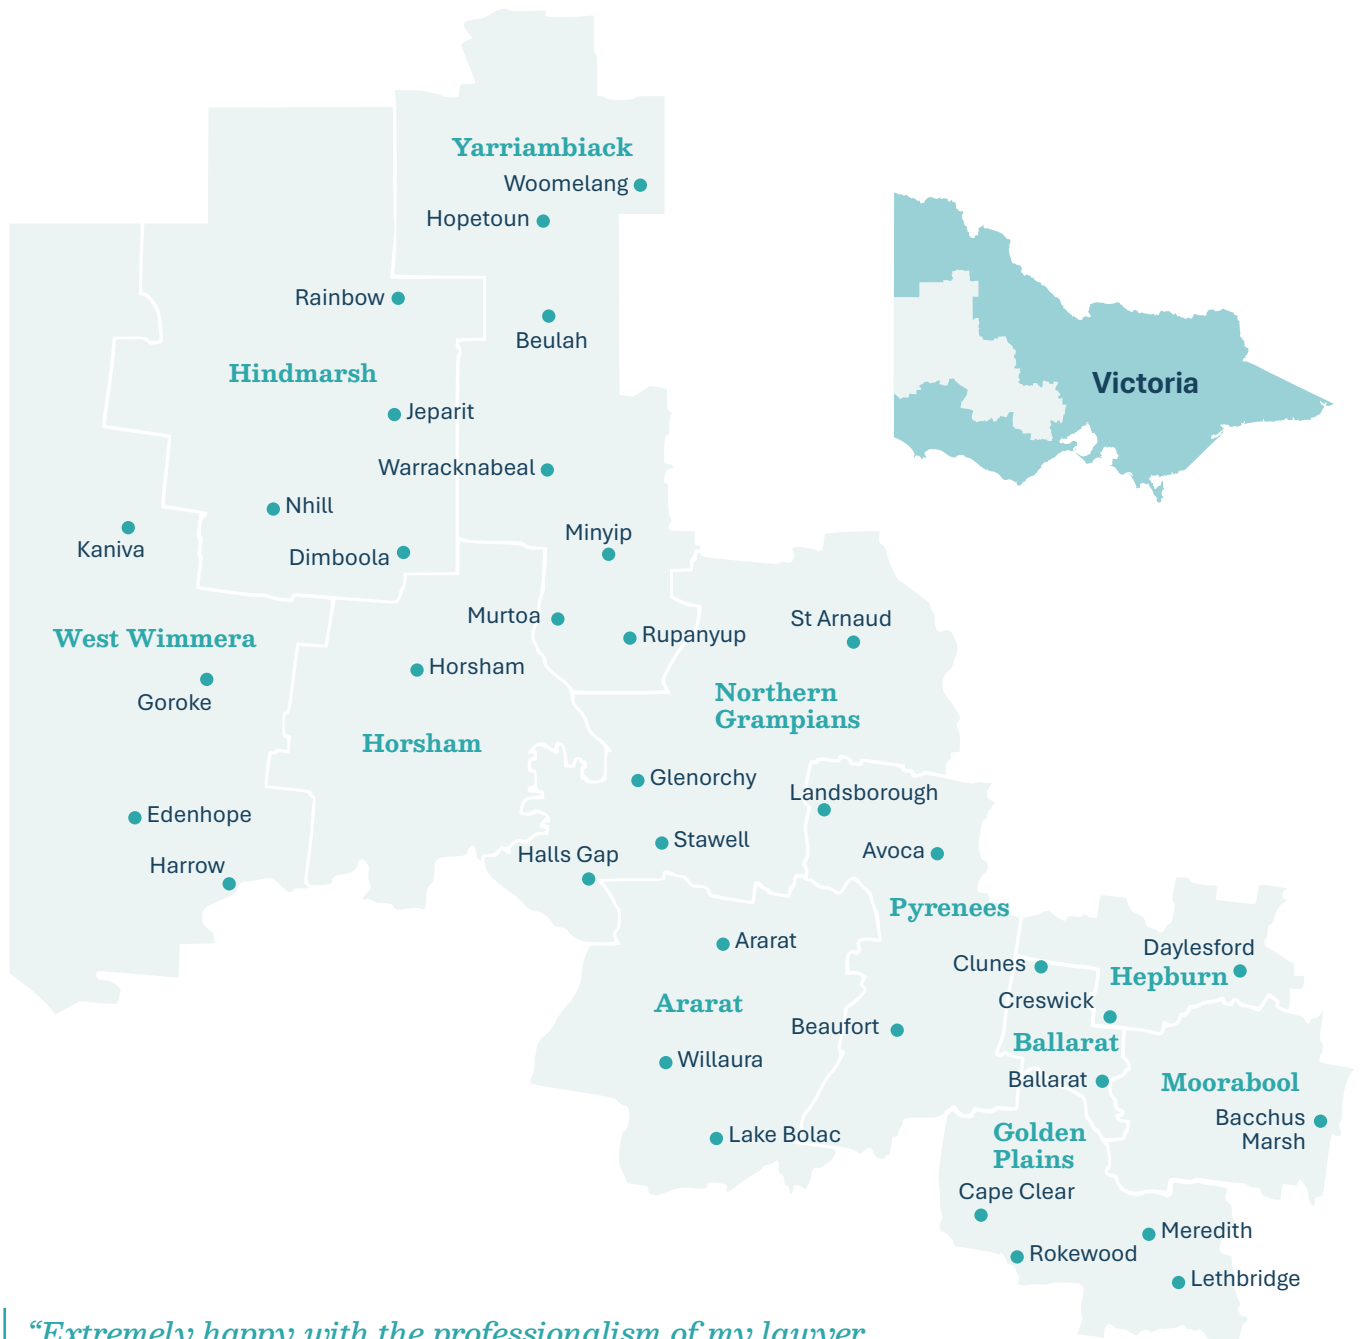 Yarriambiack
Woomelang
Hopetoun
Rainbow
Beulah
Hindmarsh
Victoria
Jeparit
Warracknabeal
Nhill
Minyip
Kaniva
Dimboola
Murtoa
St Arnaud
West Wimmera
Rupanyup
Horsham
Goroke
Northern
Grampians
Horsham
Glenorchy
Landsborough
Edenhope
Stawell
Halls Gap
Avoca
Harrow
Pyrenees
Ararat
Daylesford
Clunes
Hepburn
Creswick
Ararat
Beaufort
Ballarat
Willaura
Ballarat
Moorabool
Bacchus
Marsh
Lake Bolac
Golden
Plains
Cape Clear
Meredith
Rokewood
Lethbridge
“Extremely happy with the professionalism of my lawyer